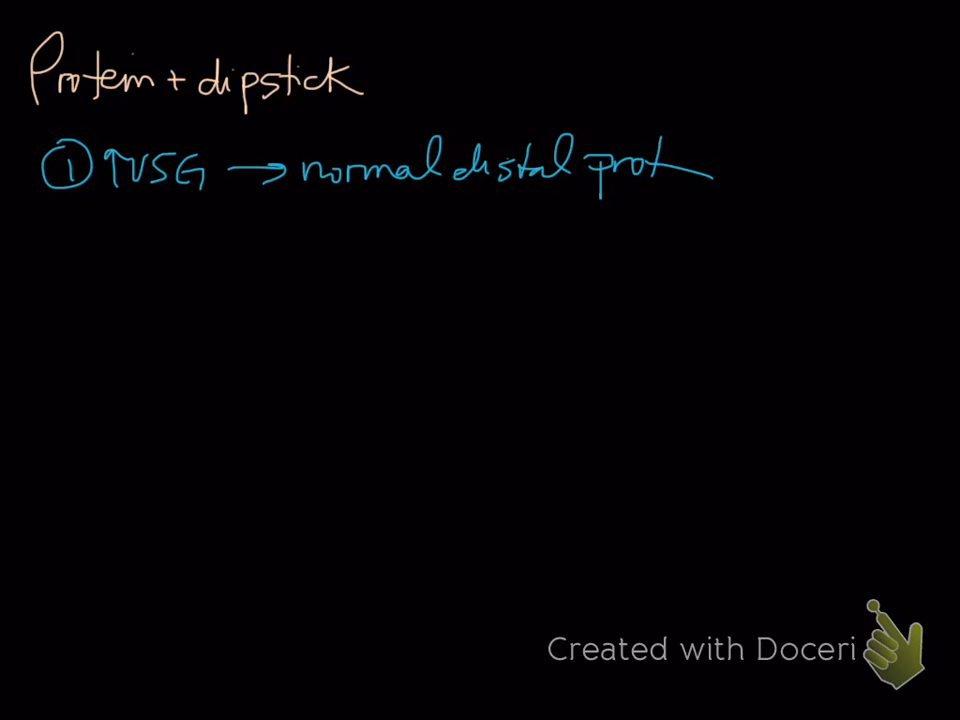 Protein + dipstick
① ↑USG → normal distal prot
Created with Doceri